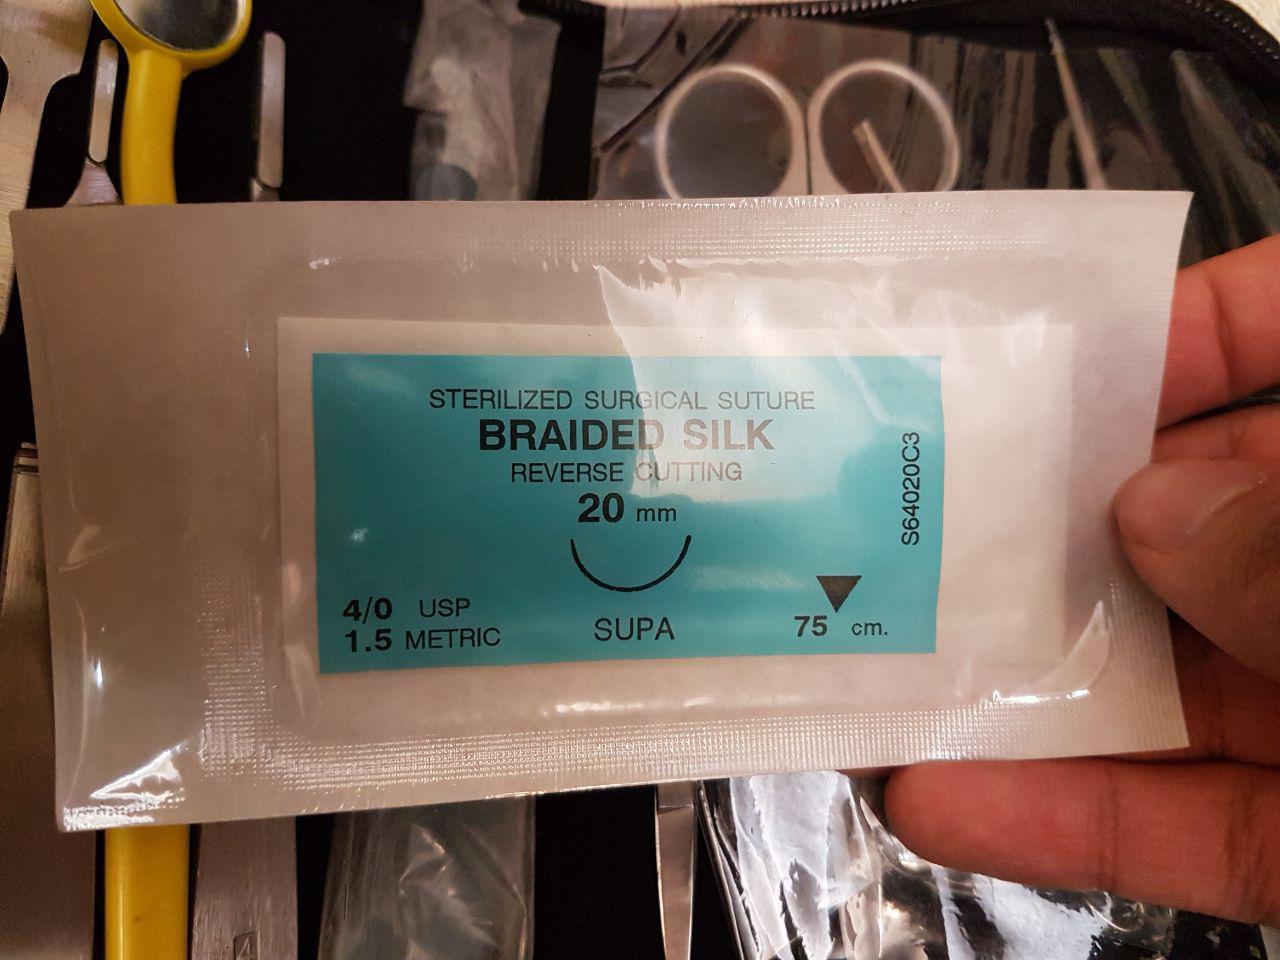 STERILIZED SURGICAL SUTURE
BRAIDED SILK
REVERSE CUTTING
20 mm
S64020C3
4/0 USP
1.5 METRIC
SUPA
75 cm.